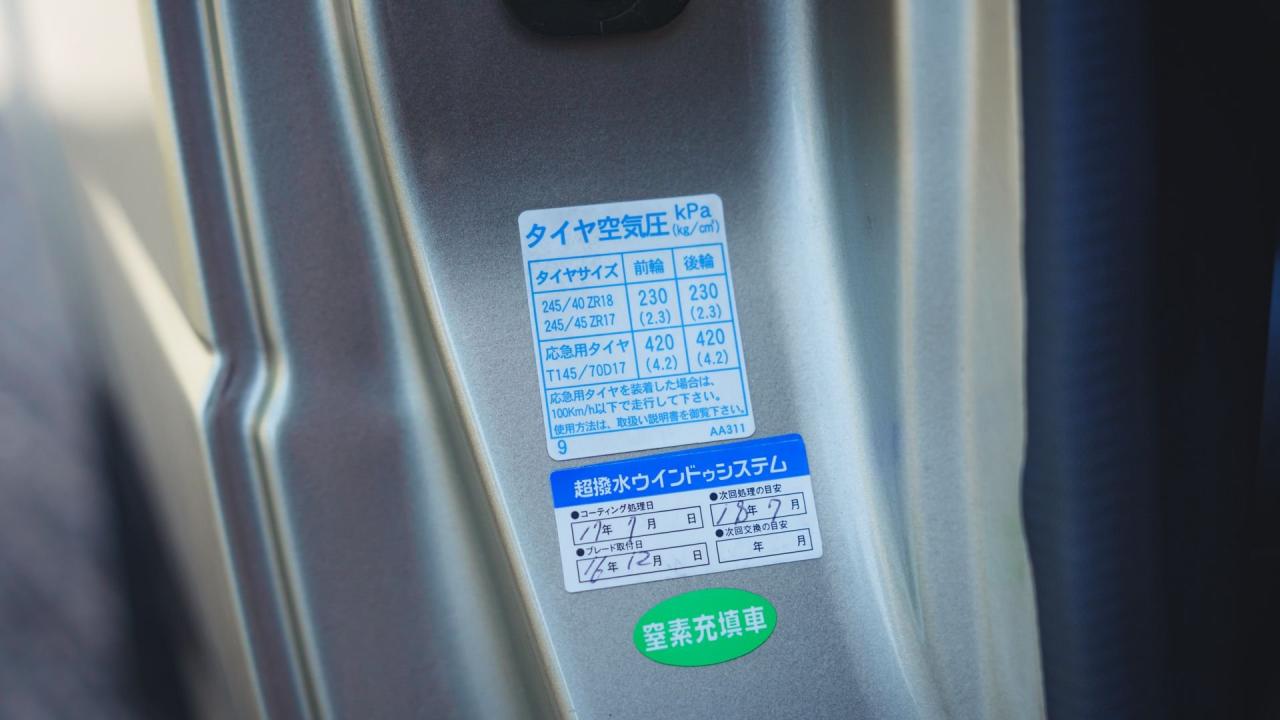 タイヤ空気圧 kPa
(kg/c㎡)
タイヤサイズ 前輪 後輪
245/40 ZR18 230 230
245/45 ZR17 (2.3) (2.3)
応急用タイヤ 420 420
T145/70D17 (4.2) (4.2)
応急用タイヤを装着した場合は、
100Km/h以下で走行して下さい。
使用方法は、取扱い説明書を御覧下さい。
9 AA311
超撥水ウインドゥシステム
●コーティング処理日 ●次回処理の目安
17年 7月 日 18年 7月
●ブレード取付日 ●次回交換の目安
16年 12月 日 年 月
窒素充填車